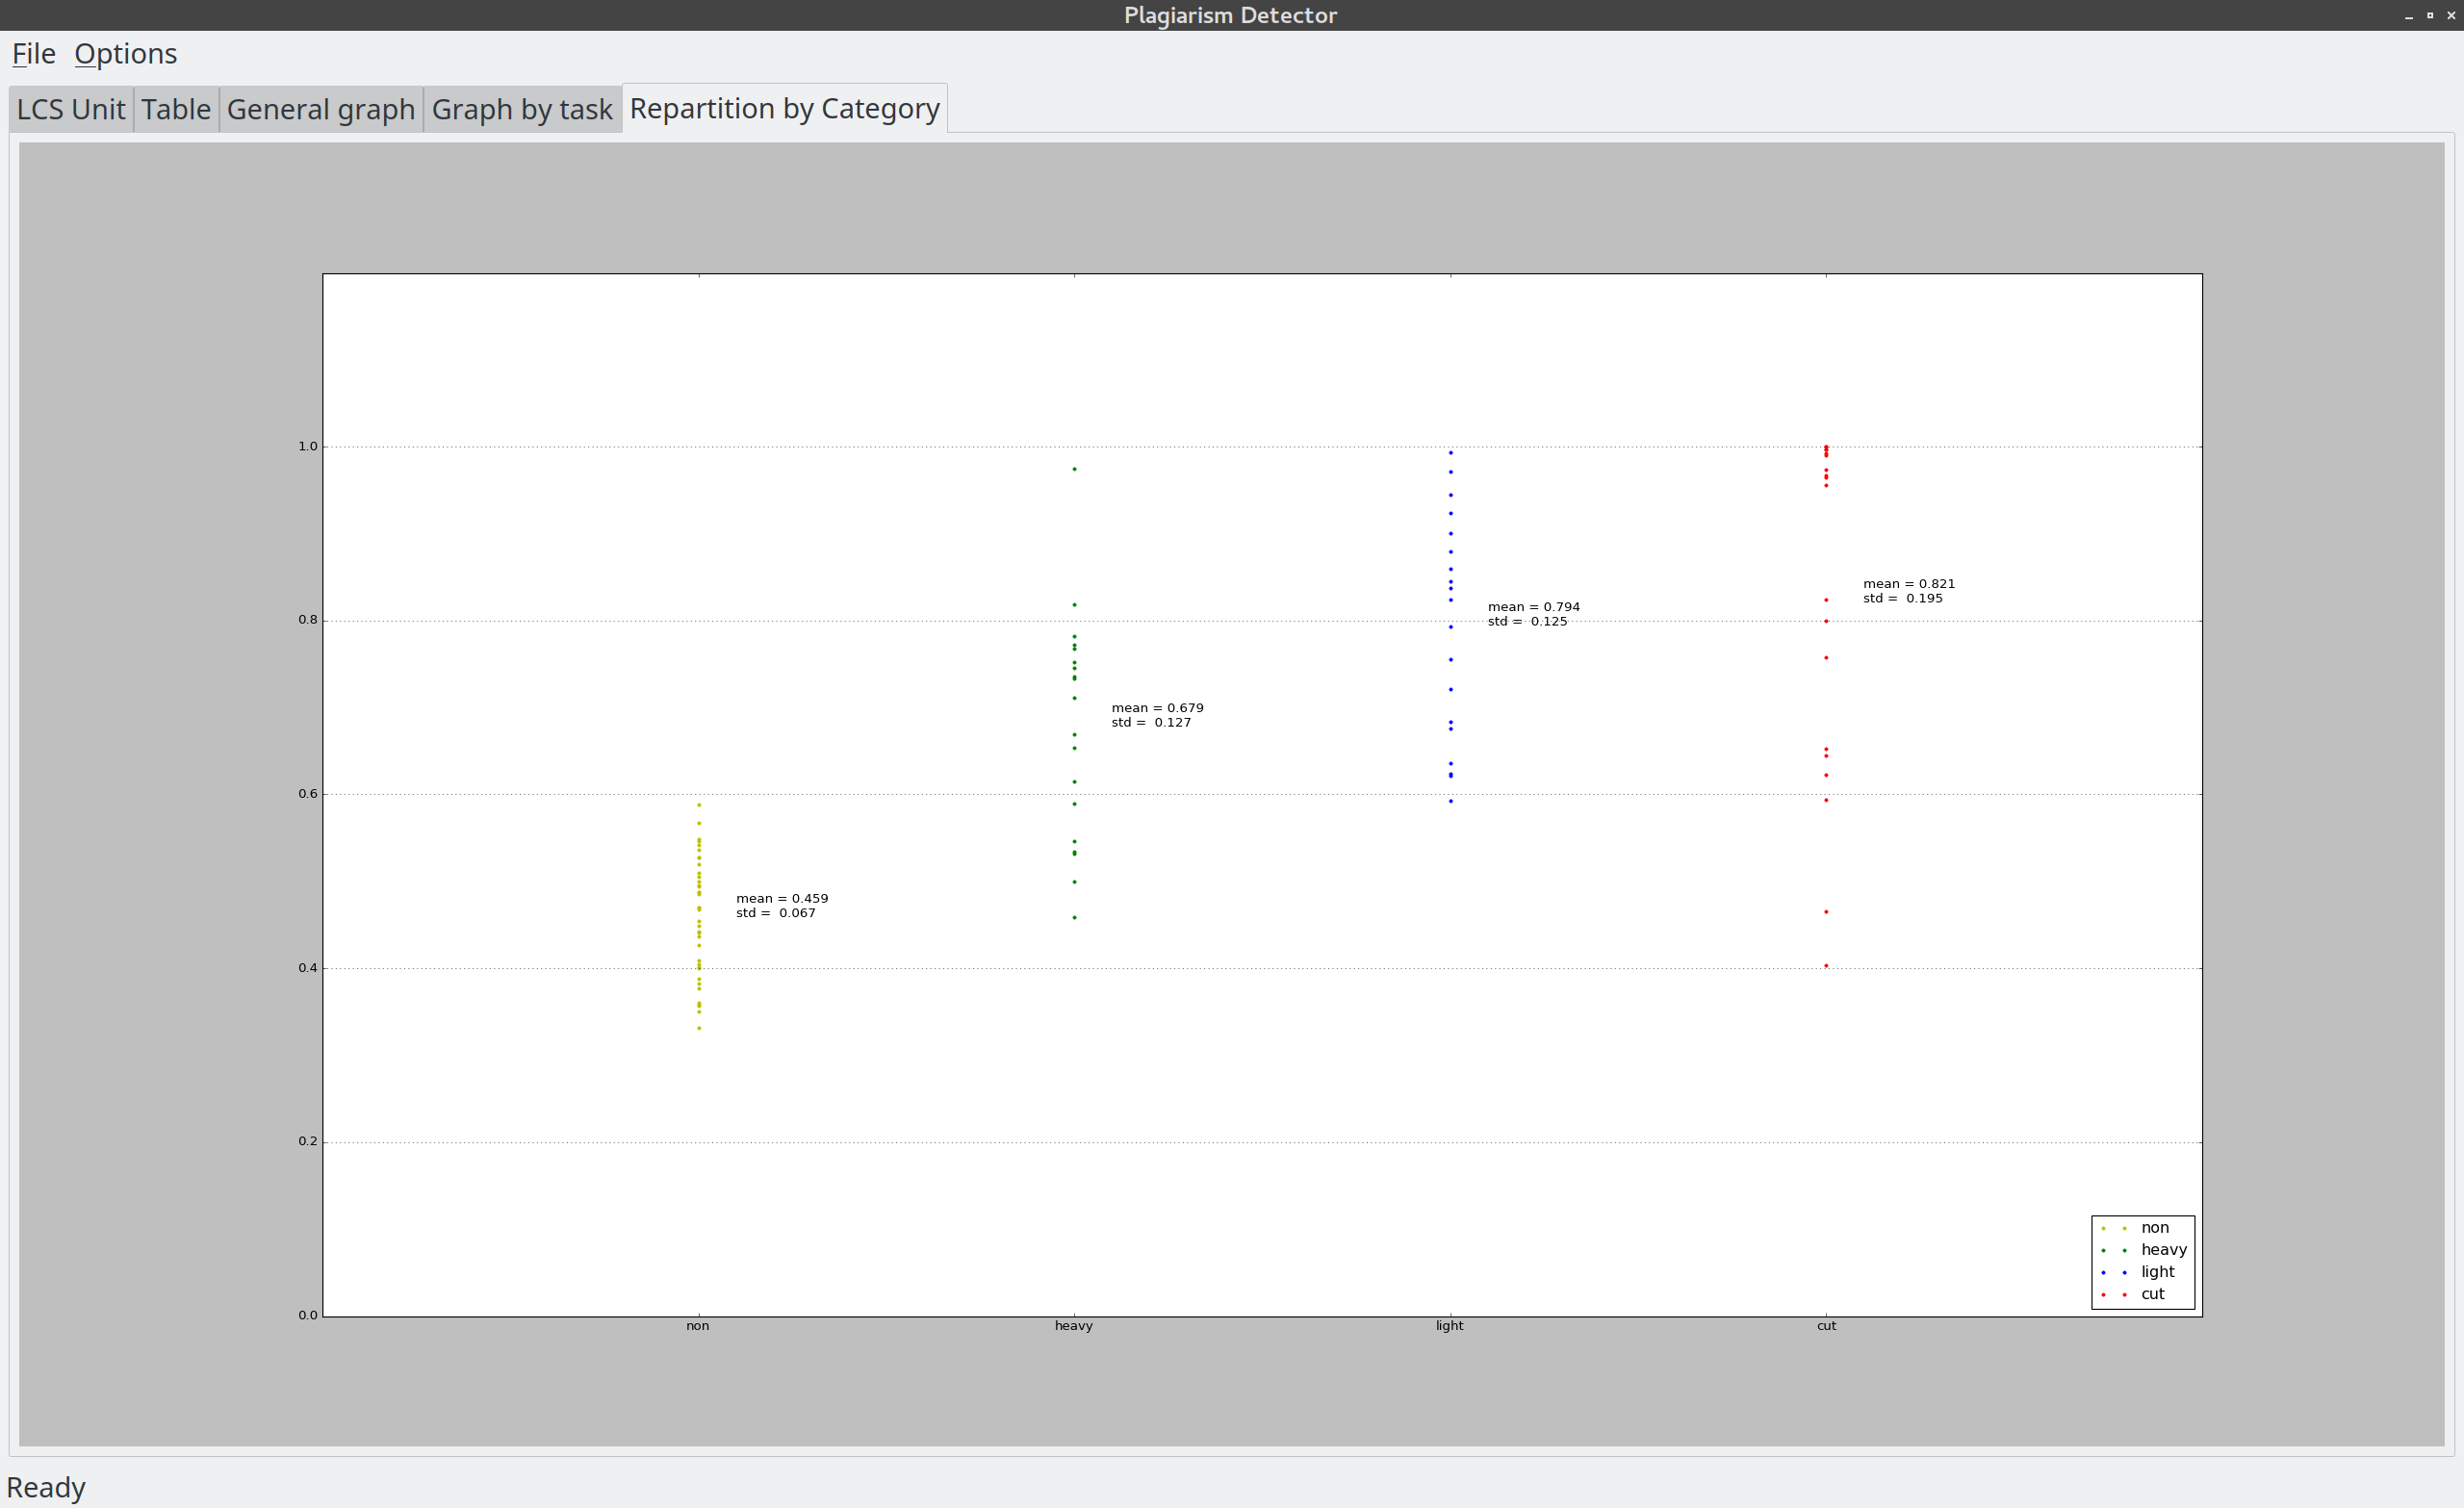 Plagiarism Detector
File Options
LCS Unit Table General graph Graph by task Repartition by Category
1.0
0.8
0.6
0.4
0.2
0.0
mean = 0.459
std = 0.067
mean = 0.679
std = 0.127
mean = 0.794
std = 0.125
mean = 0.821
std = 0.195
non
heavy
light
cut
non heavy light cut
Ready